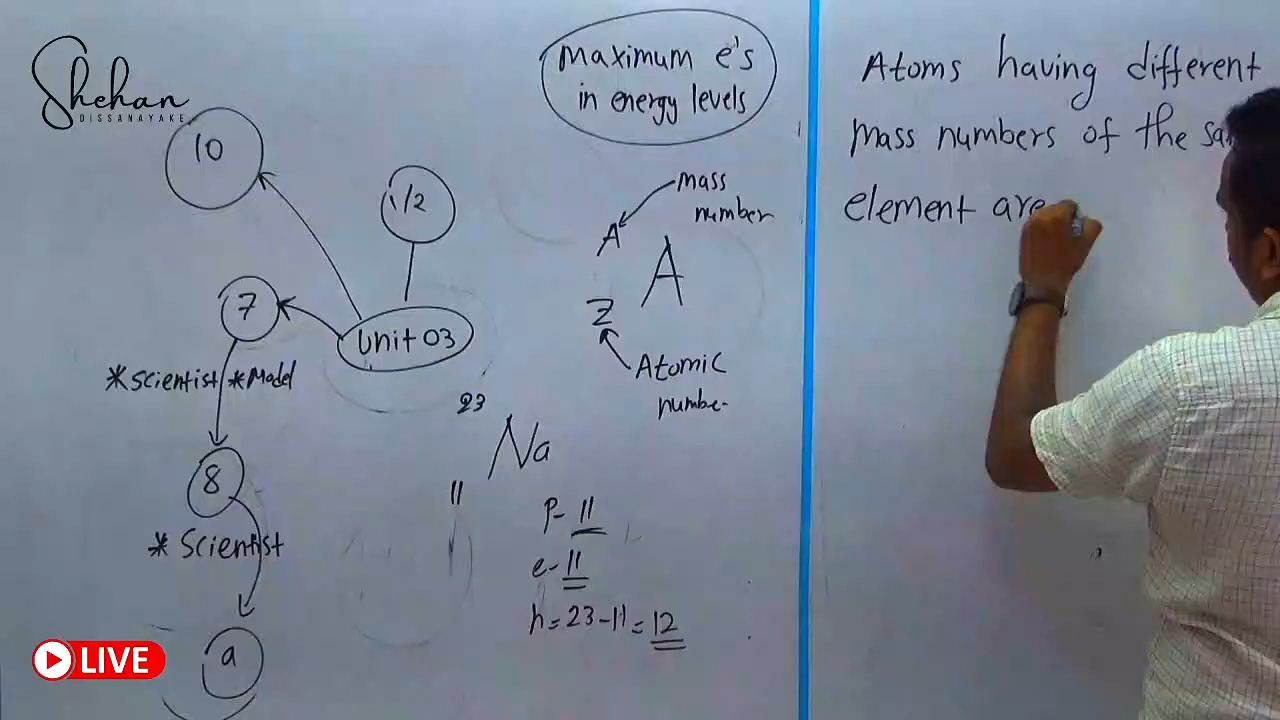 Shehan
DISSANAYAKE
10
1/2
7
Unit 03
*Scientist *Model
8
* Scientist
a
LIVE
Maximum e's
in energy levels
mass
number
A
A
Z
Atomic
numbe
23
Na
11
P- 11
e- 11
n = 23 - 11 = 12
Atoms having different
Mass numbers of the
element are